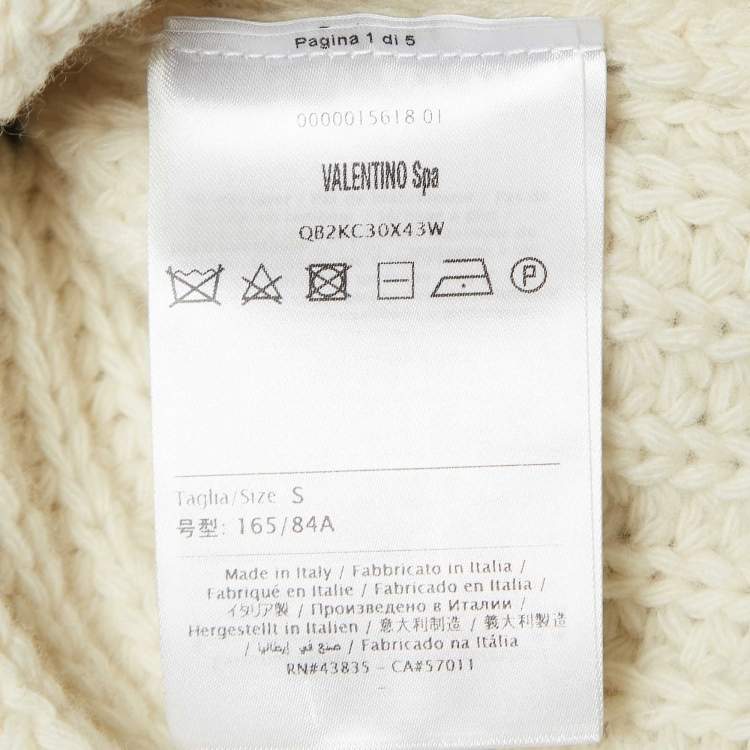 Pagina 1 di 5
0000015618 01
VALENTINO Spa
QB2KC30X43W
P
Taglia/Size S
号型: 165/84A
Made in Italy / Fabbricato in Italia /
Fabriqué en Italie / Fabricado en Italia /
イタリア製 / Произведено в Италии /
Hergestellt in Italien / 意大利制造 / 義大利製造
/ صنع في إيطاليا / Fabricado na Itália
RN#43835 - CA#57011